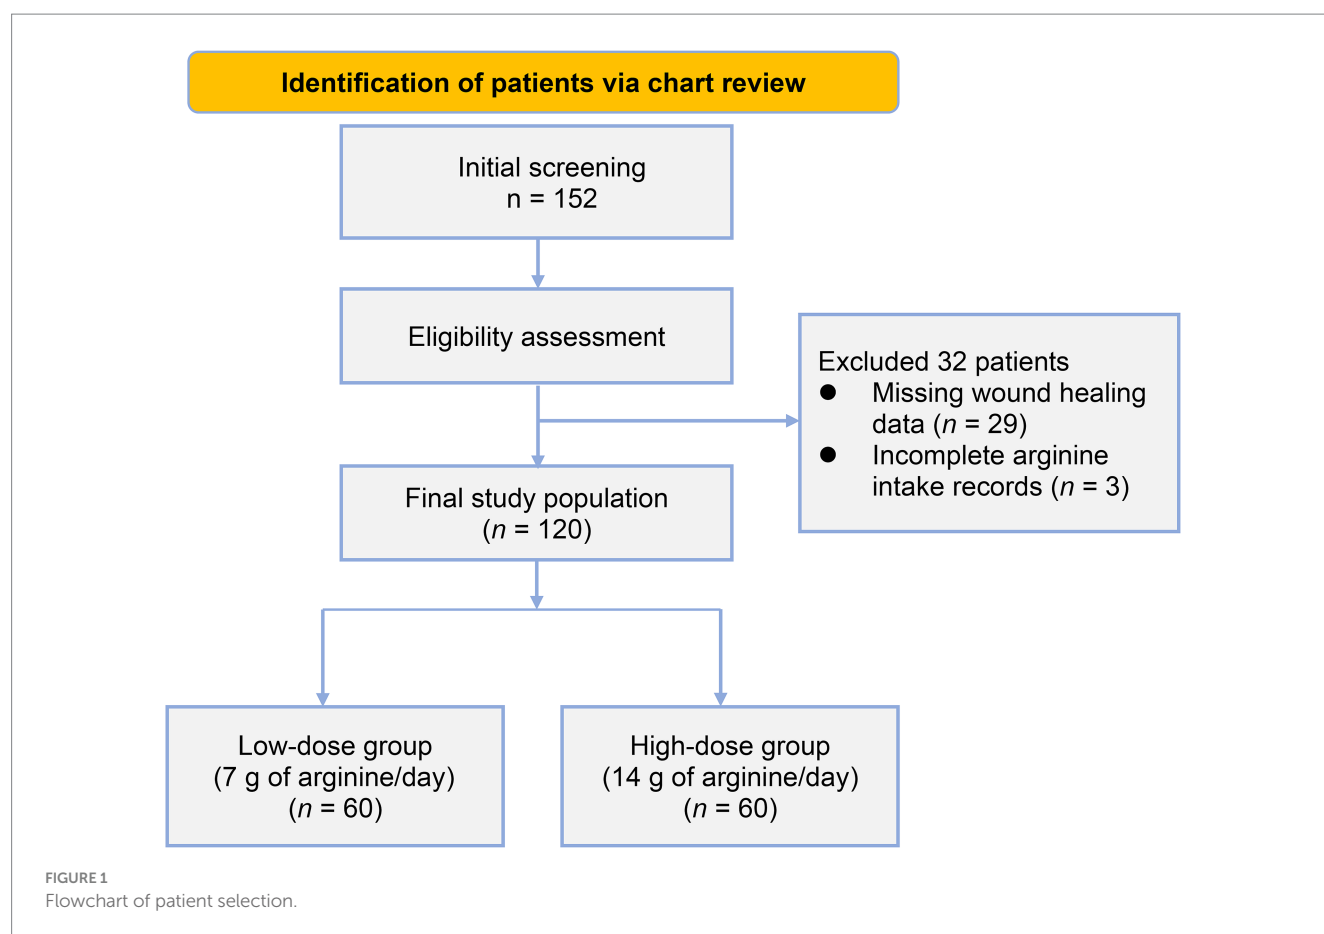 Identification of patients via chart review
Initial screening
n = 152
Eligibility assessment
Excluded 32 patients
● Missing wound healing
data (n = 29)
● Incomplete arginine
intake records (n = 3)
Final study population
(n = 120)
Low-dose group
(7 g of arginine/day)
(n = 60)
High-dose group
(14 g of arginine/day)
(n = 60)
FIGURE 1
Flowchart of patient selection.